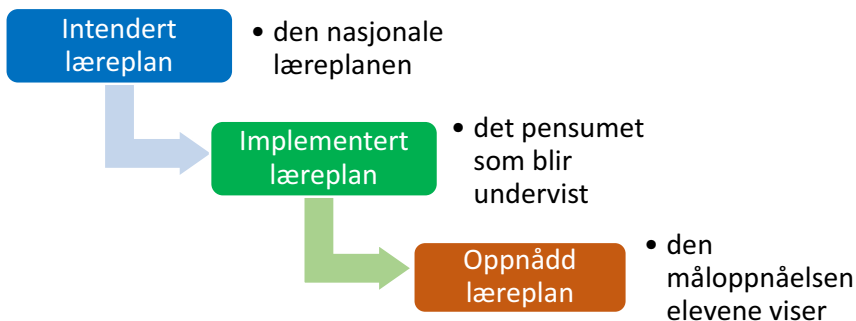 Intendert
læreplan
• den nasjonale
læreplanen
Implementert
læreplan
• det pensumet
som blir
undervist
Oppnådd
læreplan
• den
måloppnåelsen
elevene viser